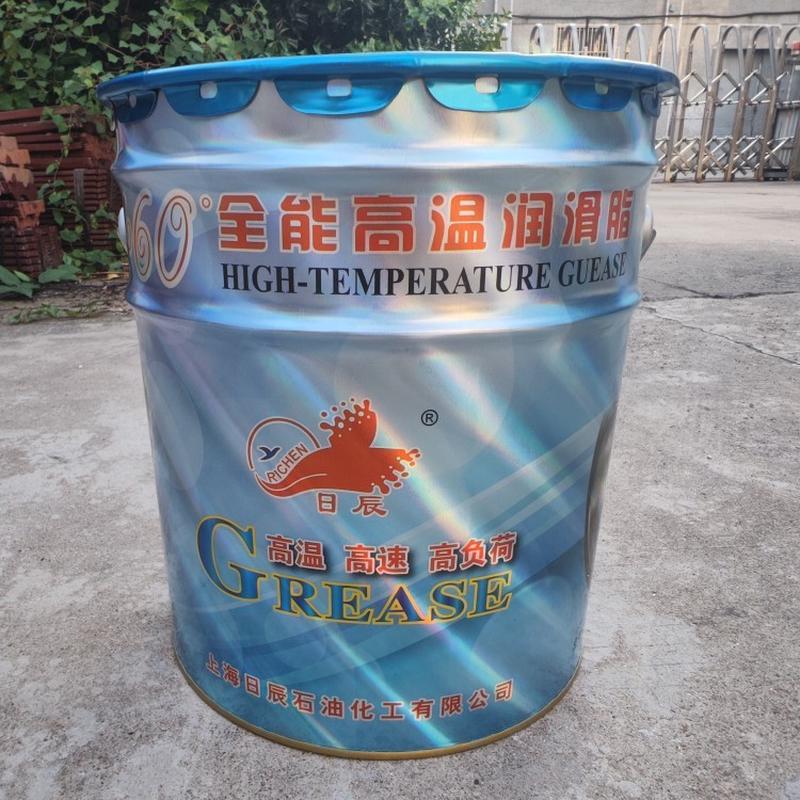 60°全能高温润滑脂
HIGH-TEMPERATURE GUEASE
®
RICHEN
日辰
高温 高速 高负荷
GREASE
上海日辰石油化工有限公司